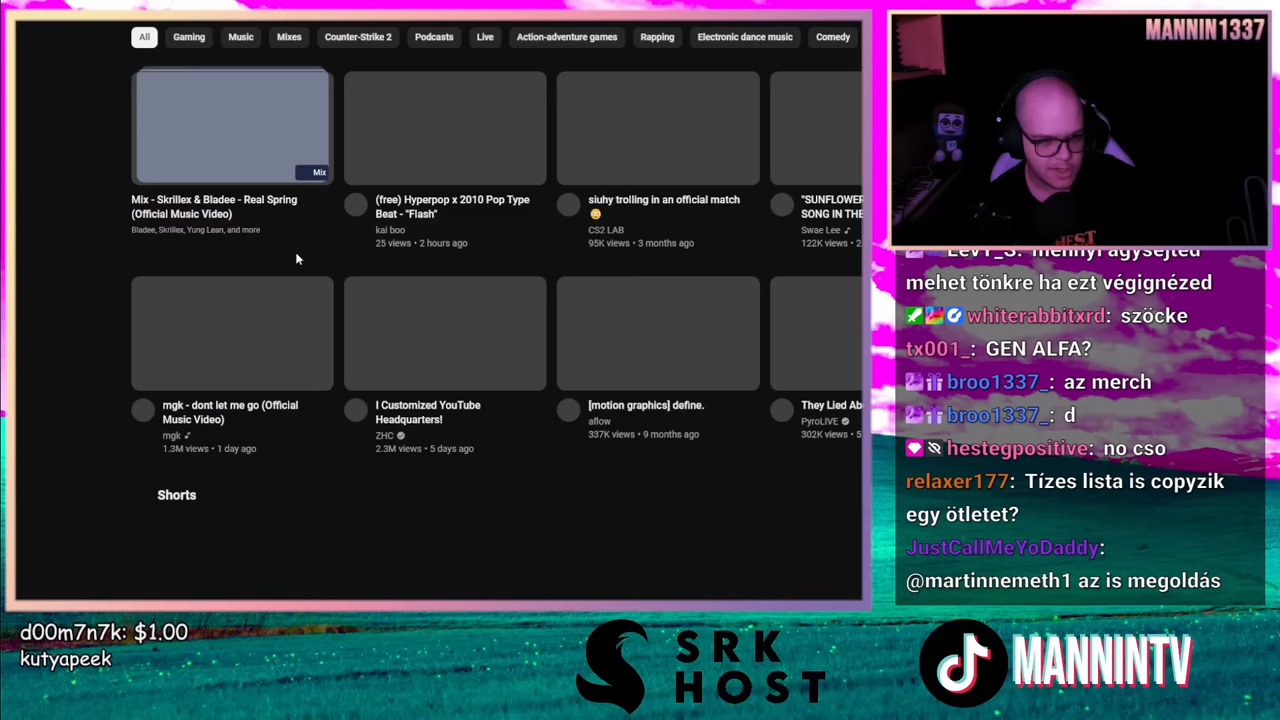 All
Gaming
Music
Mixes
Counter-Strike 2
Podcasts
Live
Action-adventure games
Rapping
Electronic dance music
Comedy
Mix
Mix - Skrillex & Bladee - Real Spring
(Official Music Video)
Bladee, Skrillex, Yung Lean, and more
(free) Hyperpop x 2010 Pop Type
Beat - "Flash"
kai boo
25 views • 2 hours ago
siuhy trolling in an official match
😳
CS2 LAB
95K views • 3 months ago
"SUNFLOWER
SONG IN THE
Swae Lee
122K views • 2
mgk - dont let me go (Official
Music Video)
mgk
1.3M views • 1 day ago
I Customized YouTube
Headquarters!
ZHC
2.3M views • 5 days ago
[motion graphics] define.
aflow
337K views • 9 months ago
They Lied Ab
PyroLIVE
302K views • 5
Shorts
MANNIN1337
mennyi agysejted
mehet tönkre ha ezt végignézed
whiterabbitxrd: szöcke
tx001_: GEN ALFA?
broo1337_: az merch
broo1337_: d
hestegpositive: no cso
relaxer177: Tízes lista is copyzik
egy ötletet?
JustCallMeYoDaddy:
@martinnemeth1 az is megoldás
d00m7n7k: $1.00
kutyapeek
SRK
HOST
MANNINTV